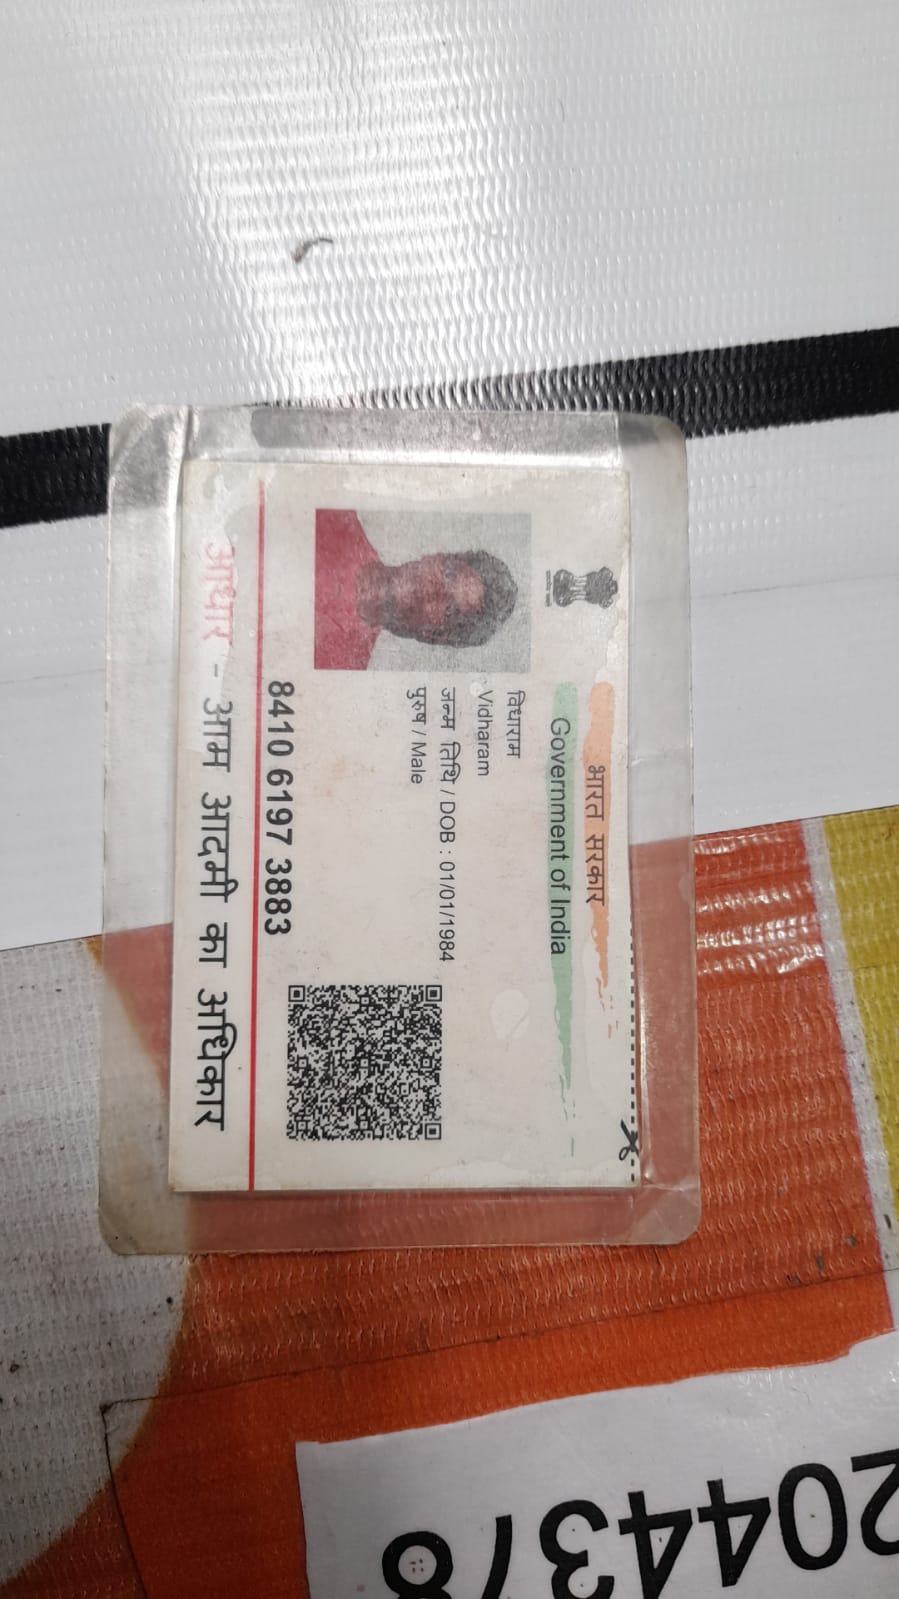 भारत सरकार
Government of India
विद्याराम
Vidharam
जन्म तिथि / DOB : 01/01/1984
पुरुष / Male
8410 6197 3883
आधार - आम आदमी का अधिकार